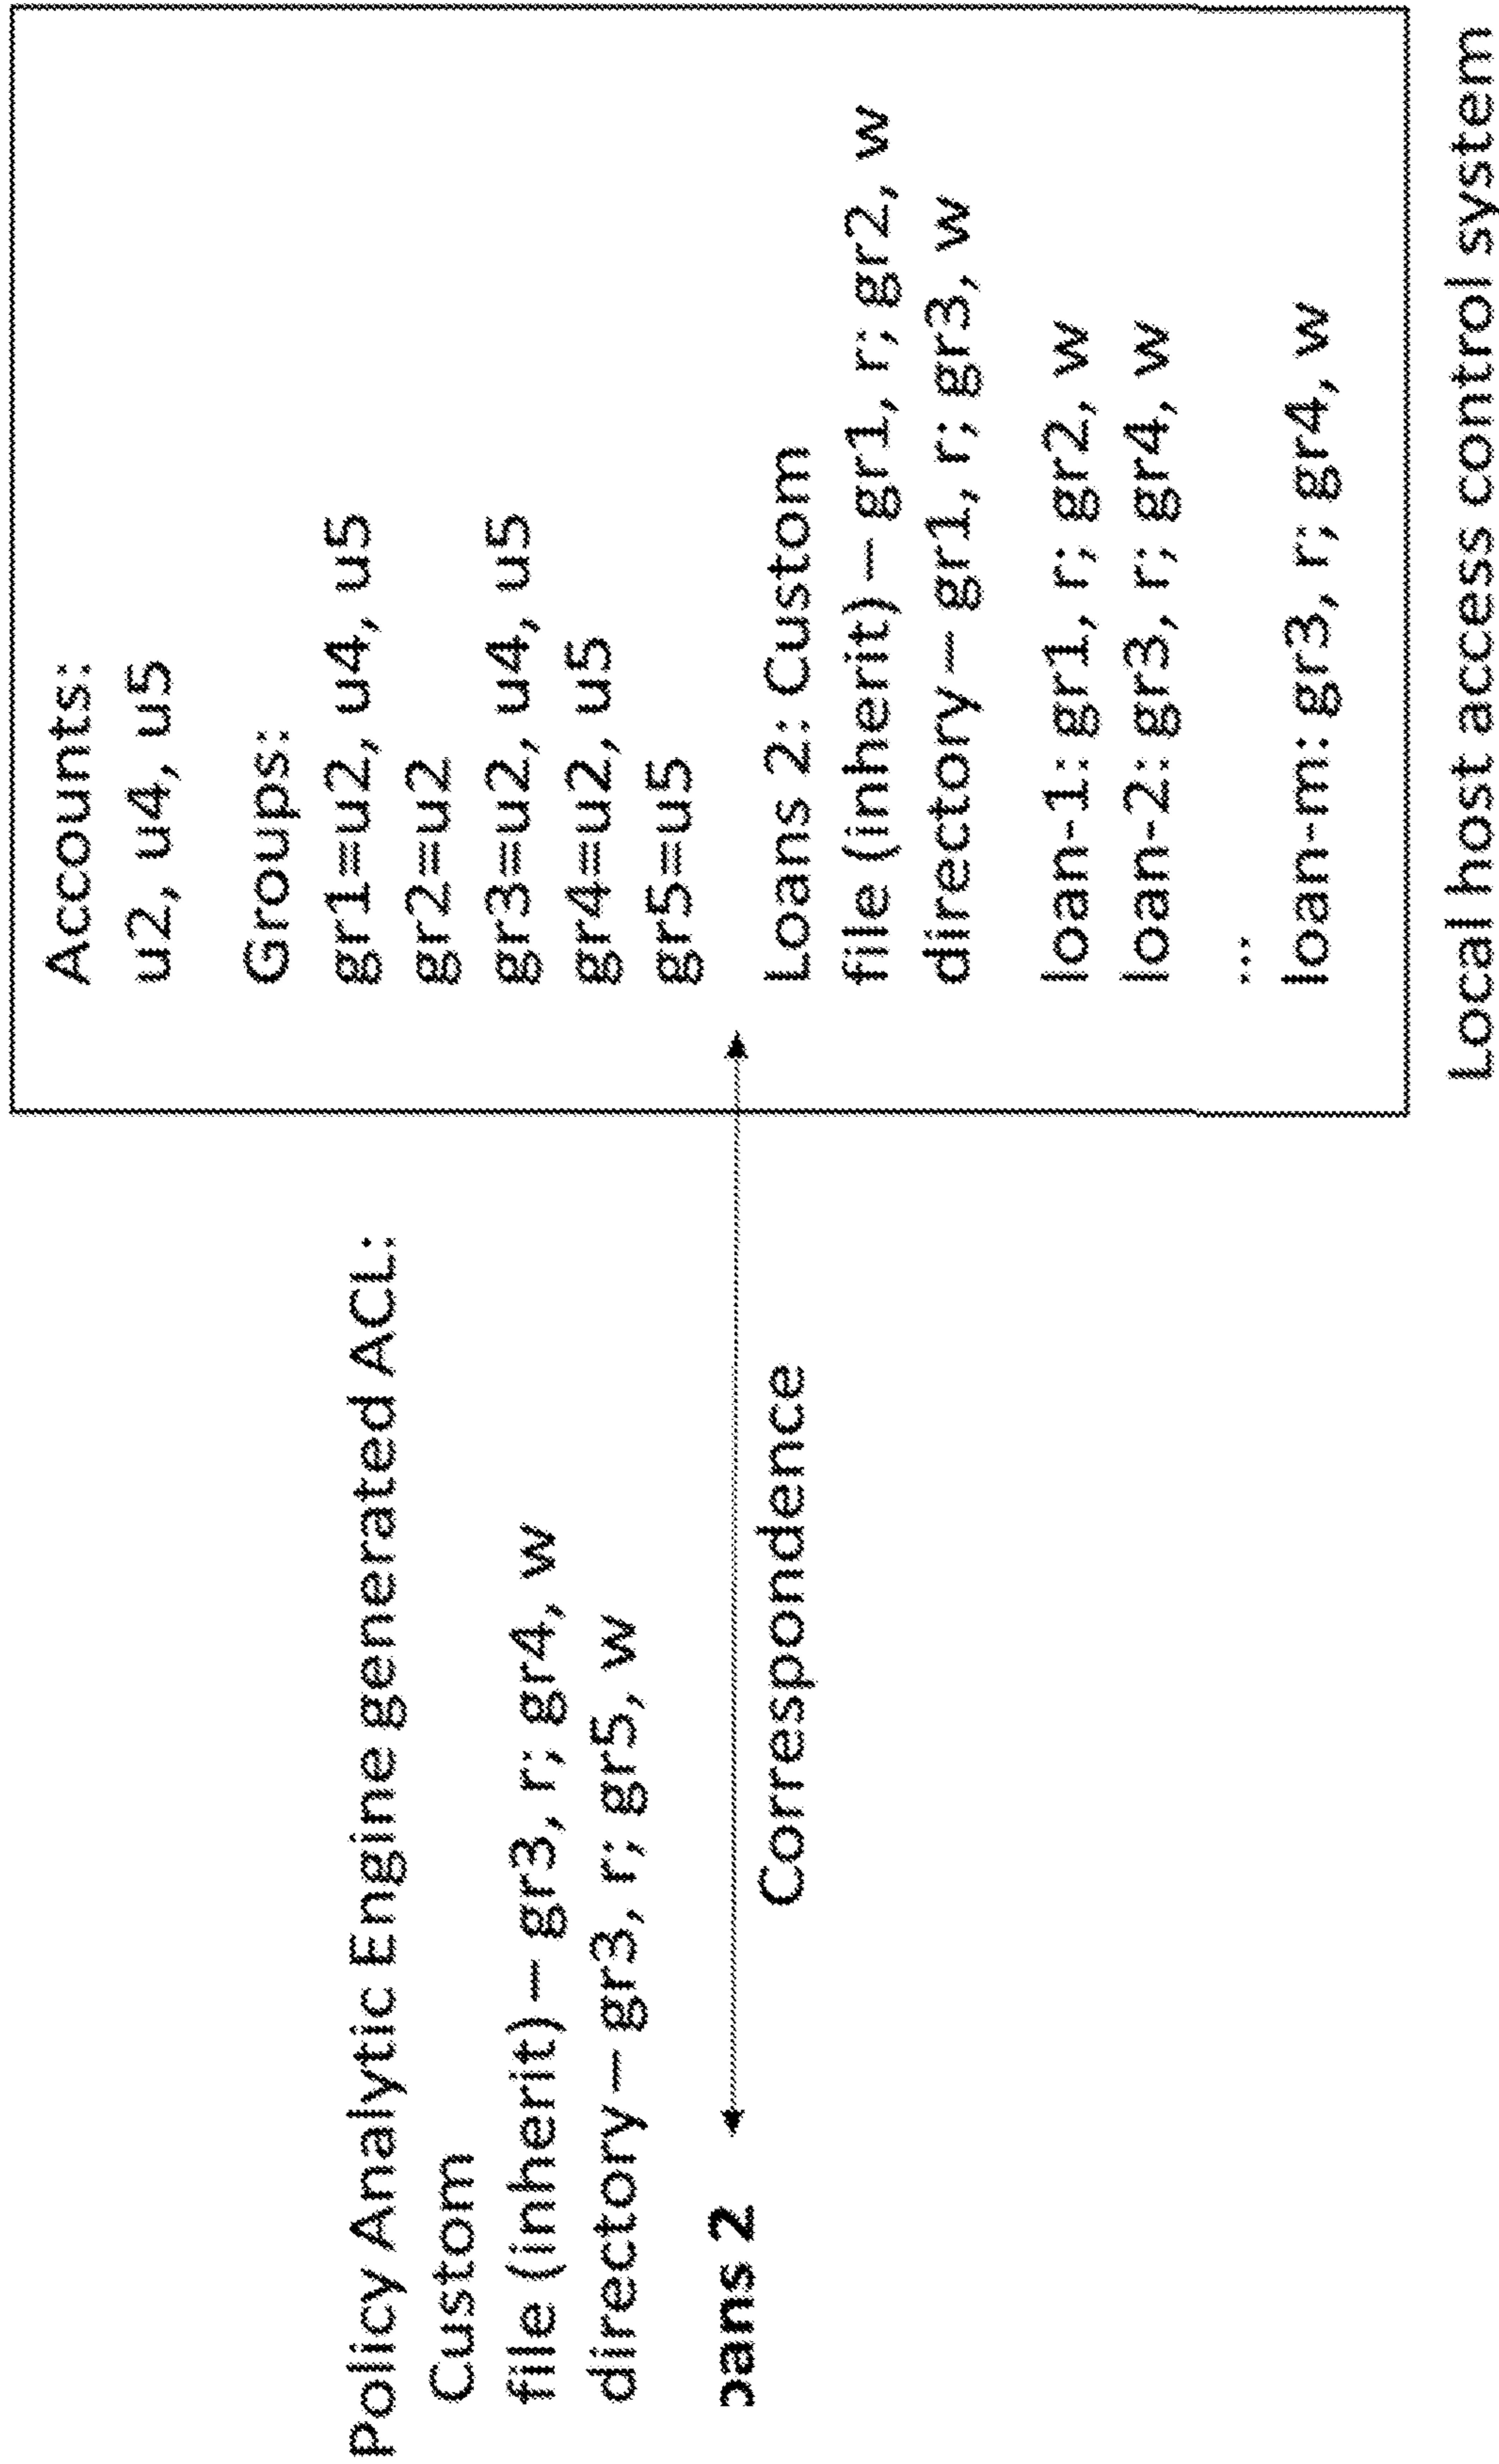 Policy Analytic Engine generated ACL:
Custom
file (inherit) – gr3, r; gr4, w
directory – gr3, r; gr5, w
ans 2
Correspondence
Accounts:
u2, u4, u5
Groups:
gr1=u2, u4, u5
gr2=u2
gr3=u2, u4, u5
gr4=u2, u5
gr5=u5
Loans 2: Custom
file (inherit) – gr1, r; gr2, w
directory – gr1, r; gr3, w
loan-1: gr1, r; gr2, w
loan-2: gr3, r; gr4, w
...
loan-m: gr3, r; gr4, w
Local host access control system